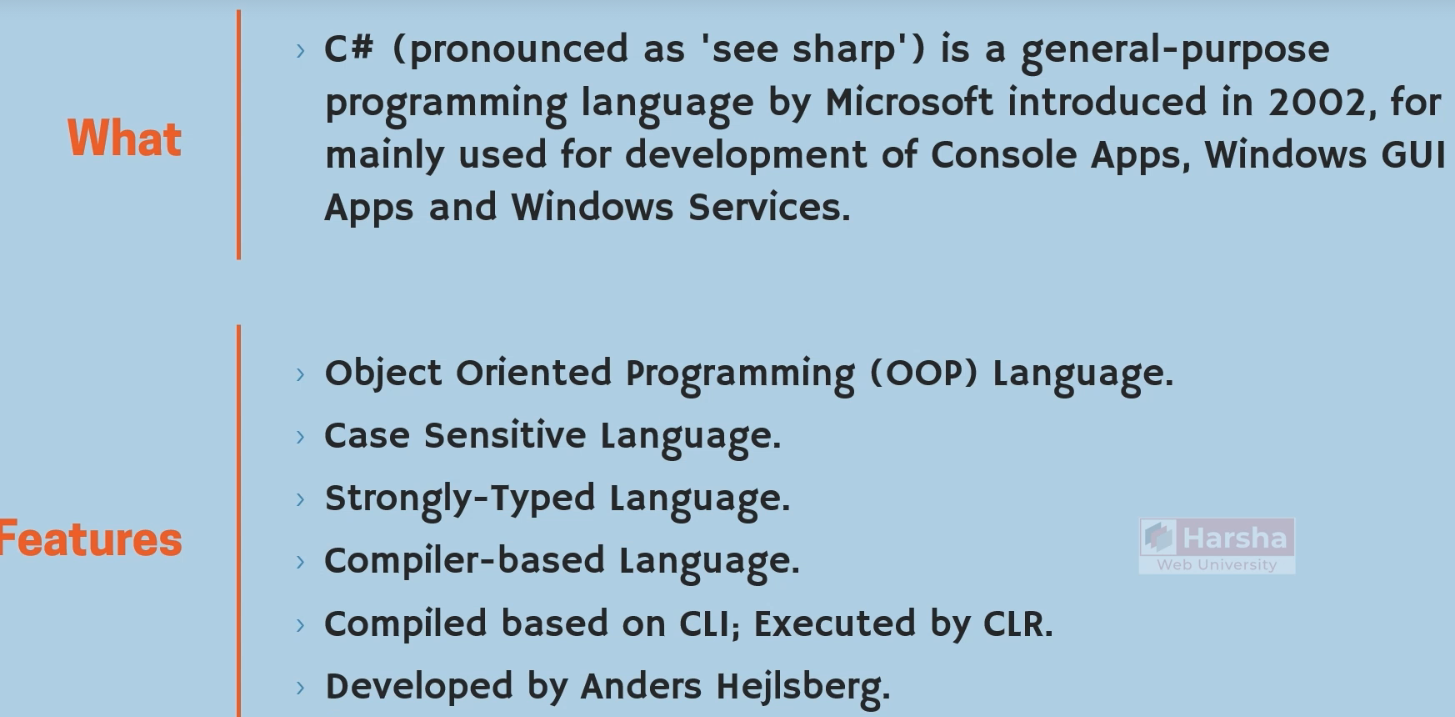 What
› C# (pronounced as 'see sharp') is a general-purpose
programming language by Microsoft introduced in 2002, for
mainly used for development of Console Apps, Windows GUI
Apps and Windows Services.
Features
› Object Oriented Programming (OOP) Language.
› Case Sensitive Language.
› Strongly-Typed Language.
› Compiler-based Language.
› Compiled based on CLI; Executed by CLR.
› Developed by Anders Hejlsberg.
Harsha
Web University